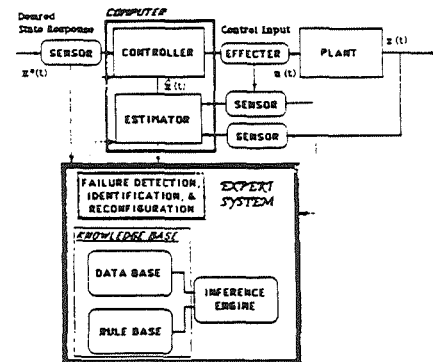 COMPUTER
Desired
State Response
Control Input
SENSOR
CONTROLLER
EFFECTER
PLANT
z(t)
z*(t)
x̂(t)
u(t)
ESTIMATOR
SENSOR
SENSOR
FAILURE DETECTION,
IDENTIFICATION, &
RECONFIGURATION
EXPERT
SYSTEM
KNOWLEDGE BASE
DATA BASE
INFERENCE
ENGINE
RULE BASE